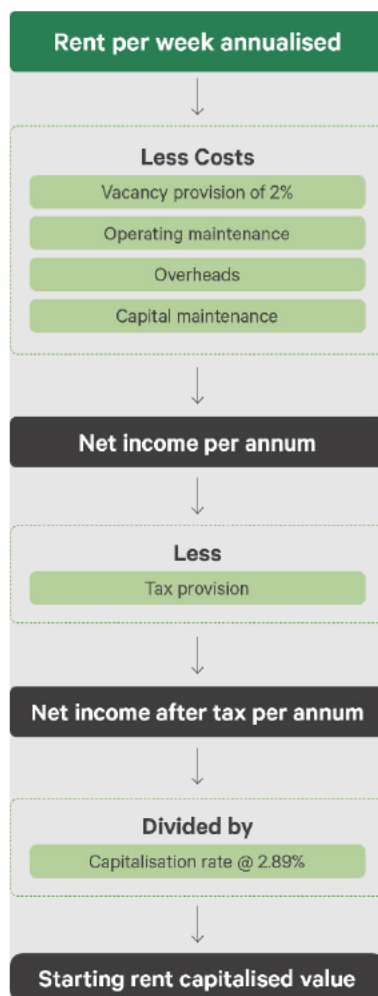 Rent per week annualised
Less Costs
Vacancy provision of 2%
Operating maintenance
Overheads
Capital maintenance
Net income per annum
Less
Tax provision
Net income after tax per annum
Divided by
Capitalisation rate @ 2.89%
Starting rent capitalised value